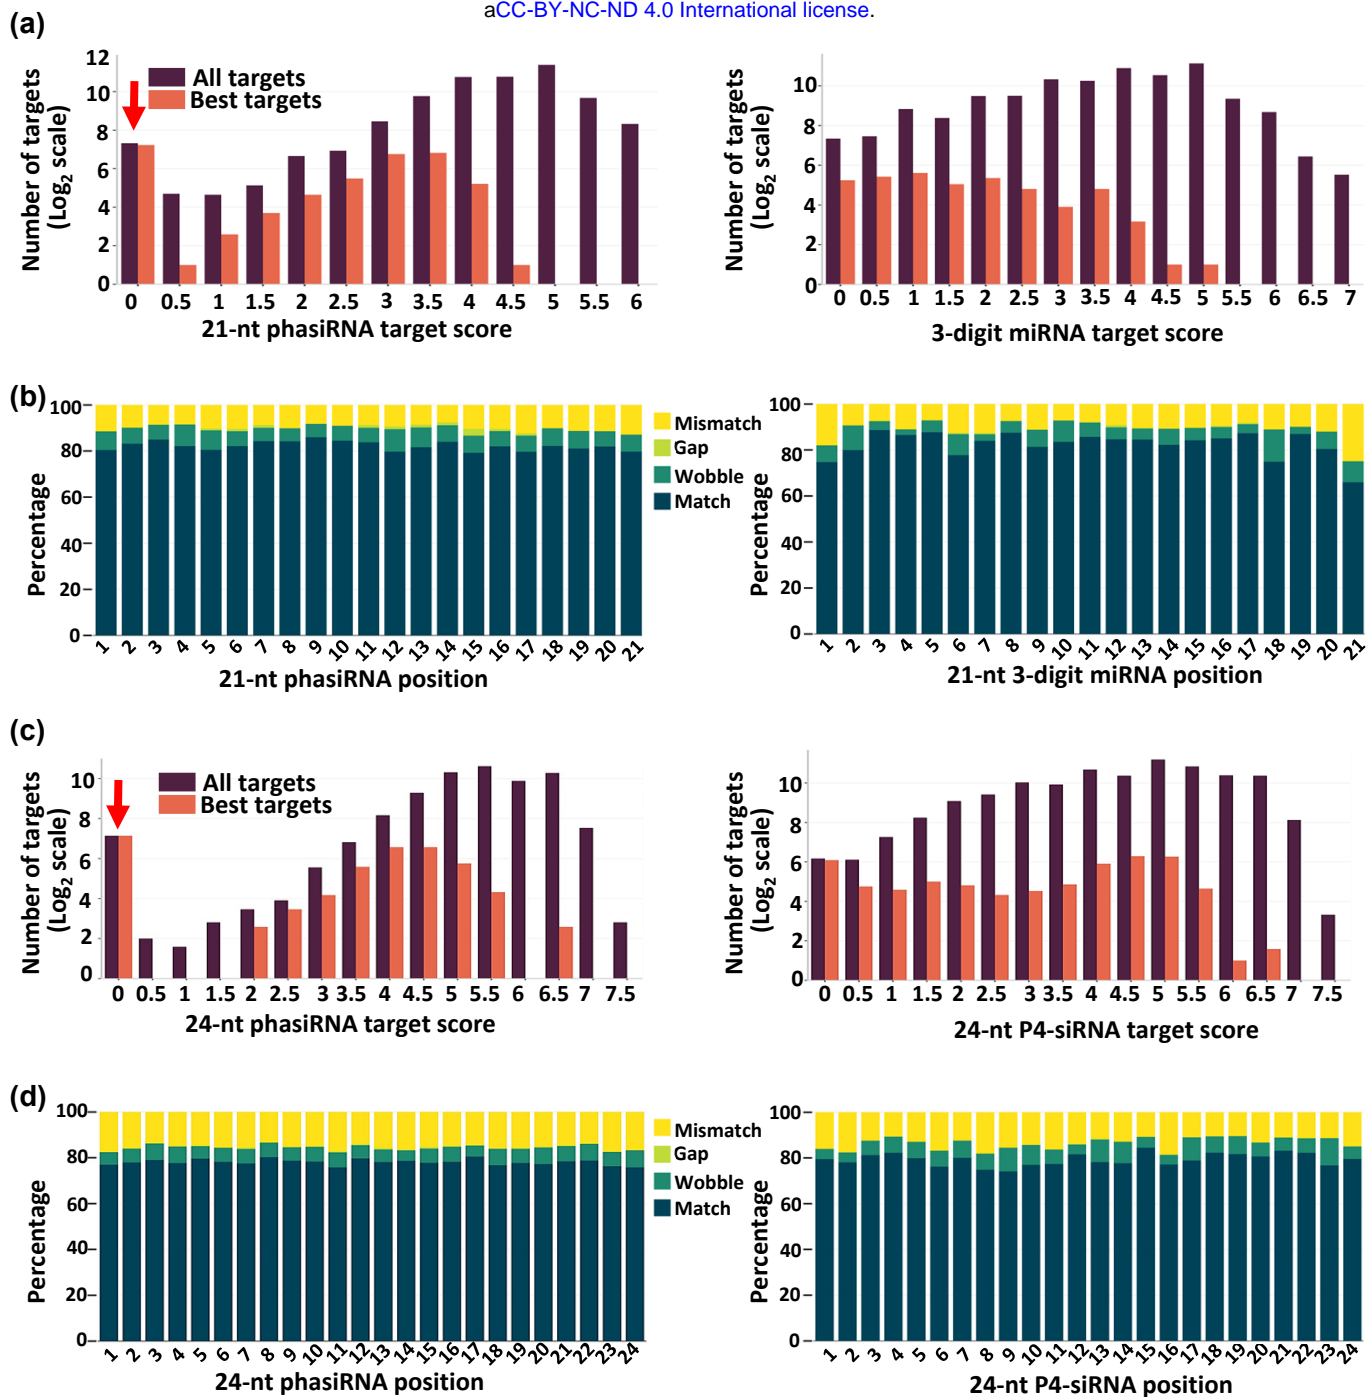 aCC-BY-NC-ND 4.0 International license.
(a)
Number of targets
(Log2 scale)
12
10
8
6
4
2
0
All targets
Best targets
0 0.5 1 1.5 2 2.5 3 3.5 4 4.5 5 5.5 6
21-nt phasiRNA target score
Number of targets
(Log2 scale)
10
8
6
4
2
0
0 0.5 1 1.5 2 2.5 3 3.5 4 4.5 5 5.5 6 6.5 7
3-digit miRNA target score
(b)
Percentage
100
80
60
40
20
0
1 2 3 4 5 6 7 8 9 10 11 12 13 14 15 16 17 18 19 20 21
21-nt phasiRNA position
Mismatch
Gap
Wobble
Match
Percentage
100
80
60
40
20
0
1 2 3 4 5 6 7 8 9 10 11 12 13 14 15 16 17 18 19 20 21
21-nt 3-digit miRNA position
(c)
Number of targets
(Log2 scale)
10
8
6
4
2
0
All targets
Best targets
0 0.5 1 1.5 2 2.5 3 3.5 4 4.5 5 5.5 6 6.5 7 7.5
24-nt phasiRNA target score
Number of targets
(Log2 scale)
10
8
6
4
2
0
0 0.5 1 1.5 2 2.5 3 3.5 4 4.5 5 5.5 6 6.5 7 7.5
24-nt P4-siRNA target score
(d)
Percentage
100
80
60
40
20
0
1 2 3 4 5 6 7 8 9 10 11 12 13 14 15 16 17 18 19 20 21 22 23 24
24-nt phasiRNA position
Mismatch
Gap
Wobble
Match
Percentage
100
80
60
40
20
0
1 2 3 4 5 6 7 8 9 10 11 12 13 14 15 16 17 18 19 20 21 22 23 24
24-nt P4-siRNA position